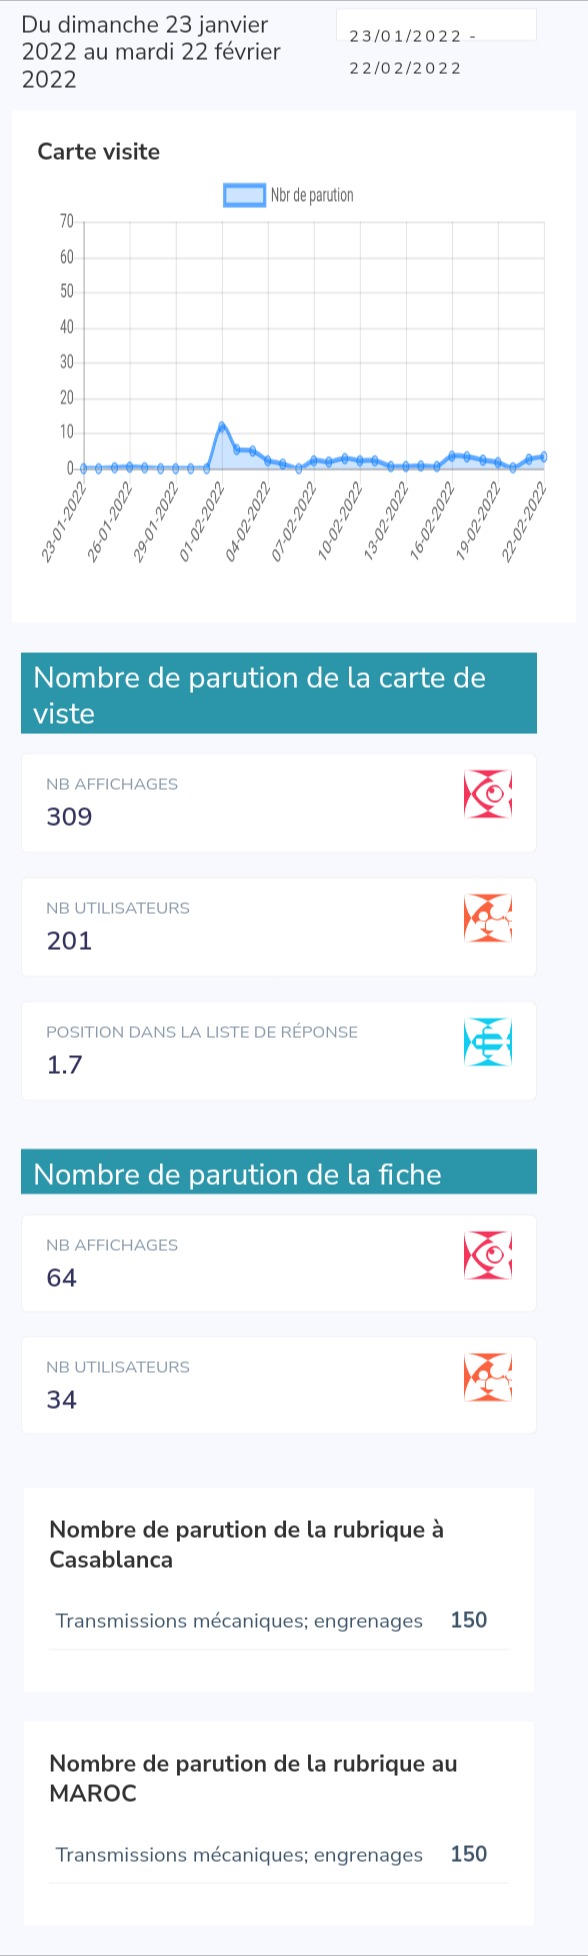 Du dimanche 23 janvier
2022 au mardi 22 février
2022
23/01/2022 -
22/02/2022
Carte visite
Nbr de parution
70
60
50
40
30
20
10
0
23-01-2022
26-01-2022
29-01-2022
01-02-2022
04-02-2022
07-02-2022
10-02-2022
13-02-2022
16-02-2022
19-02-2022
22-02-2022
Nombre de parution de la carte de
viste
NB AFFICHAGES
309
NB UTILISATEURS
201
POSITION DANS LA LISTE DE RÉPONSE
1.7
Nombre de parution de la fiche
NB AFFICHAGES
64
NB UTILISATEURS
34
Nombre de parution de la rubrique à
Casablanca
Transmissions mécaniques; engrenages 150
Nombre de parution de la rubrique au
MAROC
Transmissions mécaniques; engrenages 150